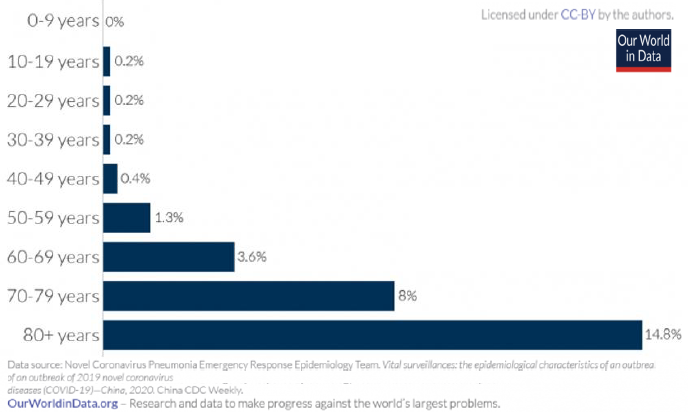 0-9 years 0%
Licensed under CC-BY by the authors.
Our World
in Data
10-19 years 0.2%
20-29 years 0.2%
30-39 years 0.2%
40-49 years 0.4%
50-59 years 1.3%
60-69 years 3.6%
70-79 years 8%
80+ years 14.8%
Data source: Novel Coronavirus Pneumonia Emergency Response Epidemiology Team. Vital surveillances: the epidemiological characteristics of an outbrea
of an outbreak of 2019 novel coronavirus
diseases (COVID-19)—China, 2020. China CDC Weekly.
OurWorldinData.org – Research and data to make progress against the world's largest problems.